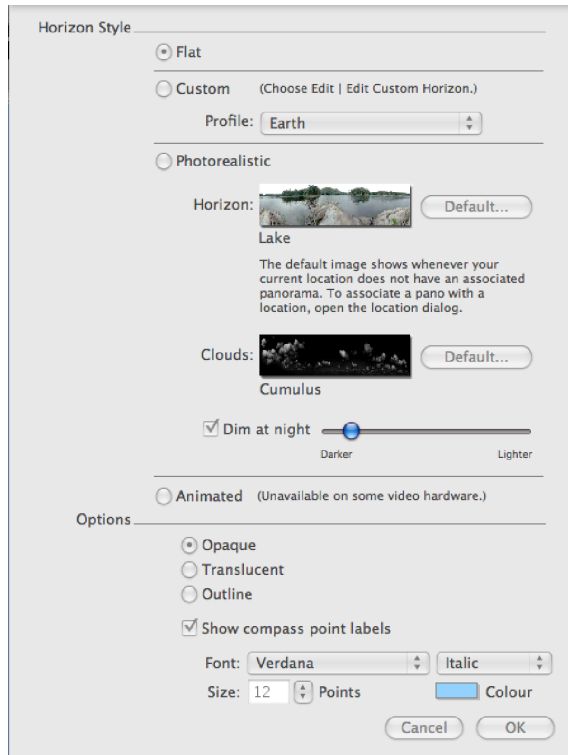 Horizon Style
Flat
Custom (Choose Edit | Edit Custom Horizon.)
Profile: Earth
Photorealistic
Horizon: Default...
Lake
The default image shows whenever your
current location does not have an associated
panorama. To associate a pano with a
location, open the location dialog.
Clouds: Default...
Cumulus
Dim at night
Darker Lighter
Animated (Unavailable on some video hardware.)
Options
Opaque
Translucent
Outline
Show compass point labels
Font: Verdana Italic
Size: 12 Points Colour
Cancel OK